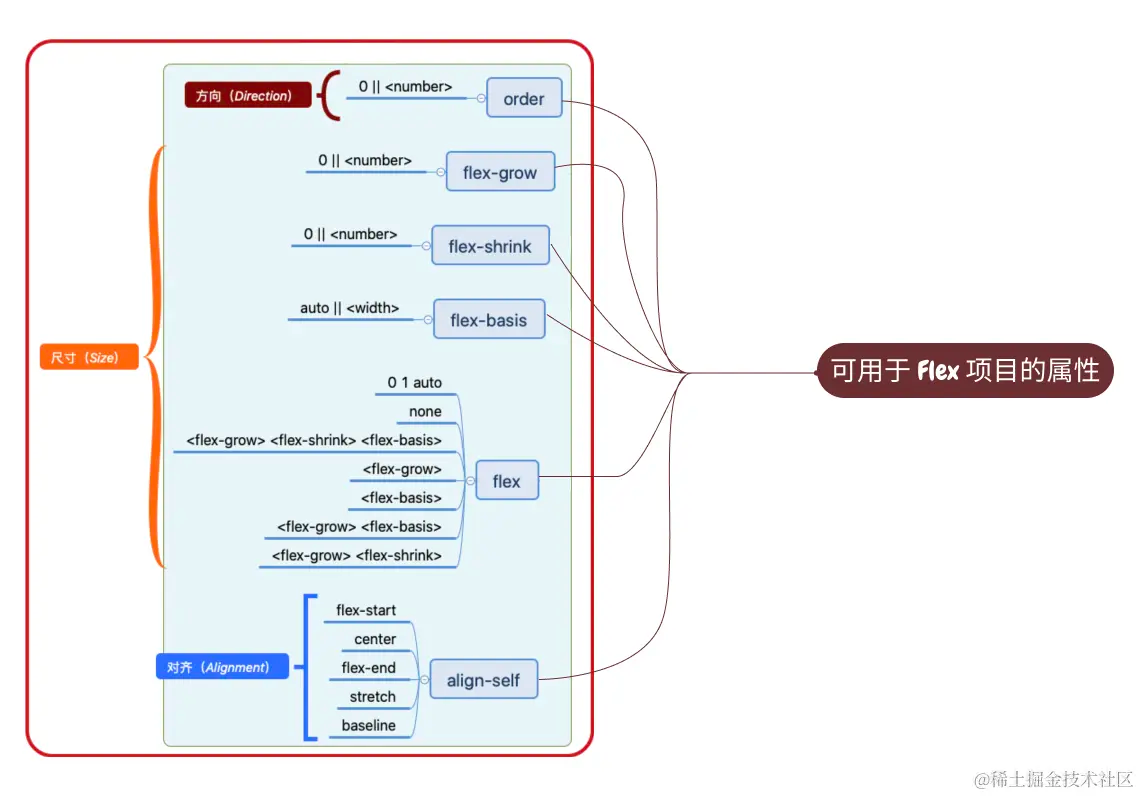 方向（Direction）
0 || <number>
order
0 || <number>
flex-grow
0 || <number>
flex-shrink
auto || <width>
flex-basis
尺寸（Size）
可用于 Flex 项目的属性
0 1 auto
none
<flex-grow> <flex-shrink> <flex-basis>
<flex-grow>
flex
<flex-basis>
<flex-grow> <flex-basis>
<flex-grow> <flex-shrink>
flex-start
center
对齐（Alignment）
flex-end
align-self
stretch
baseline
@稀土掘金技术社区